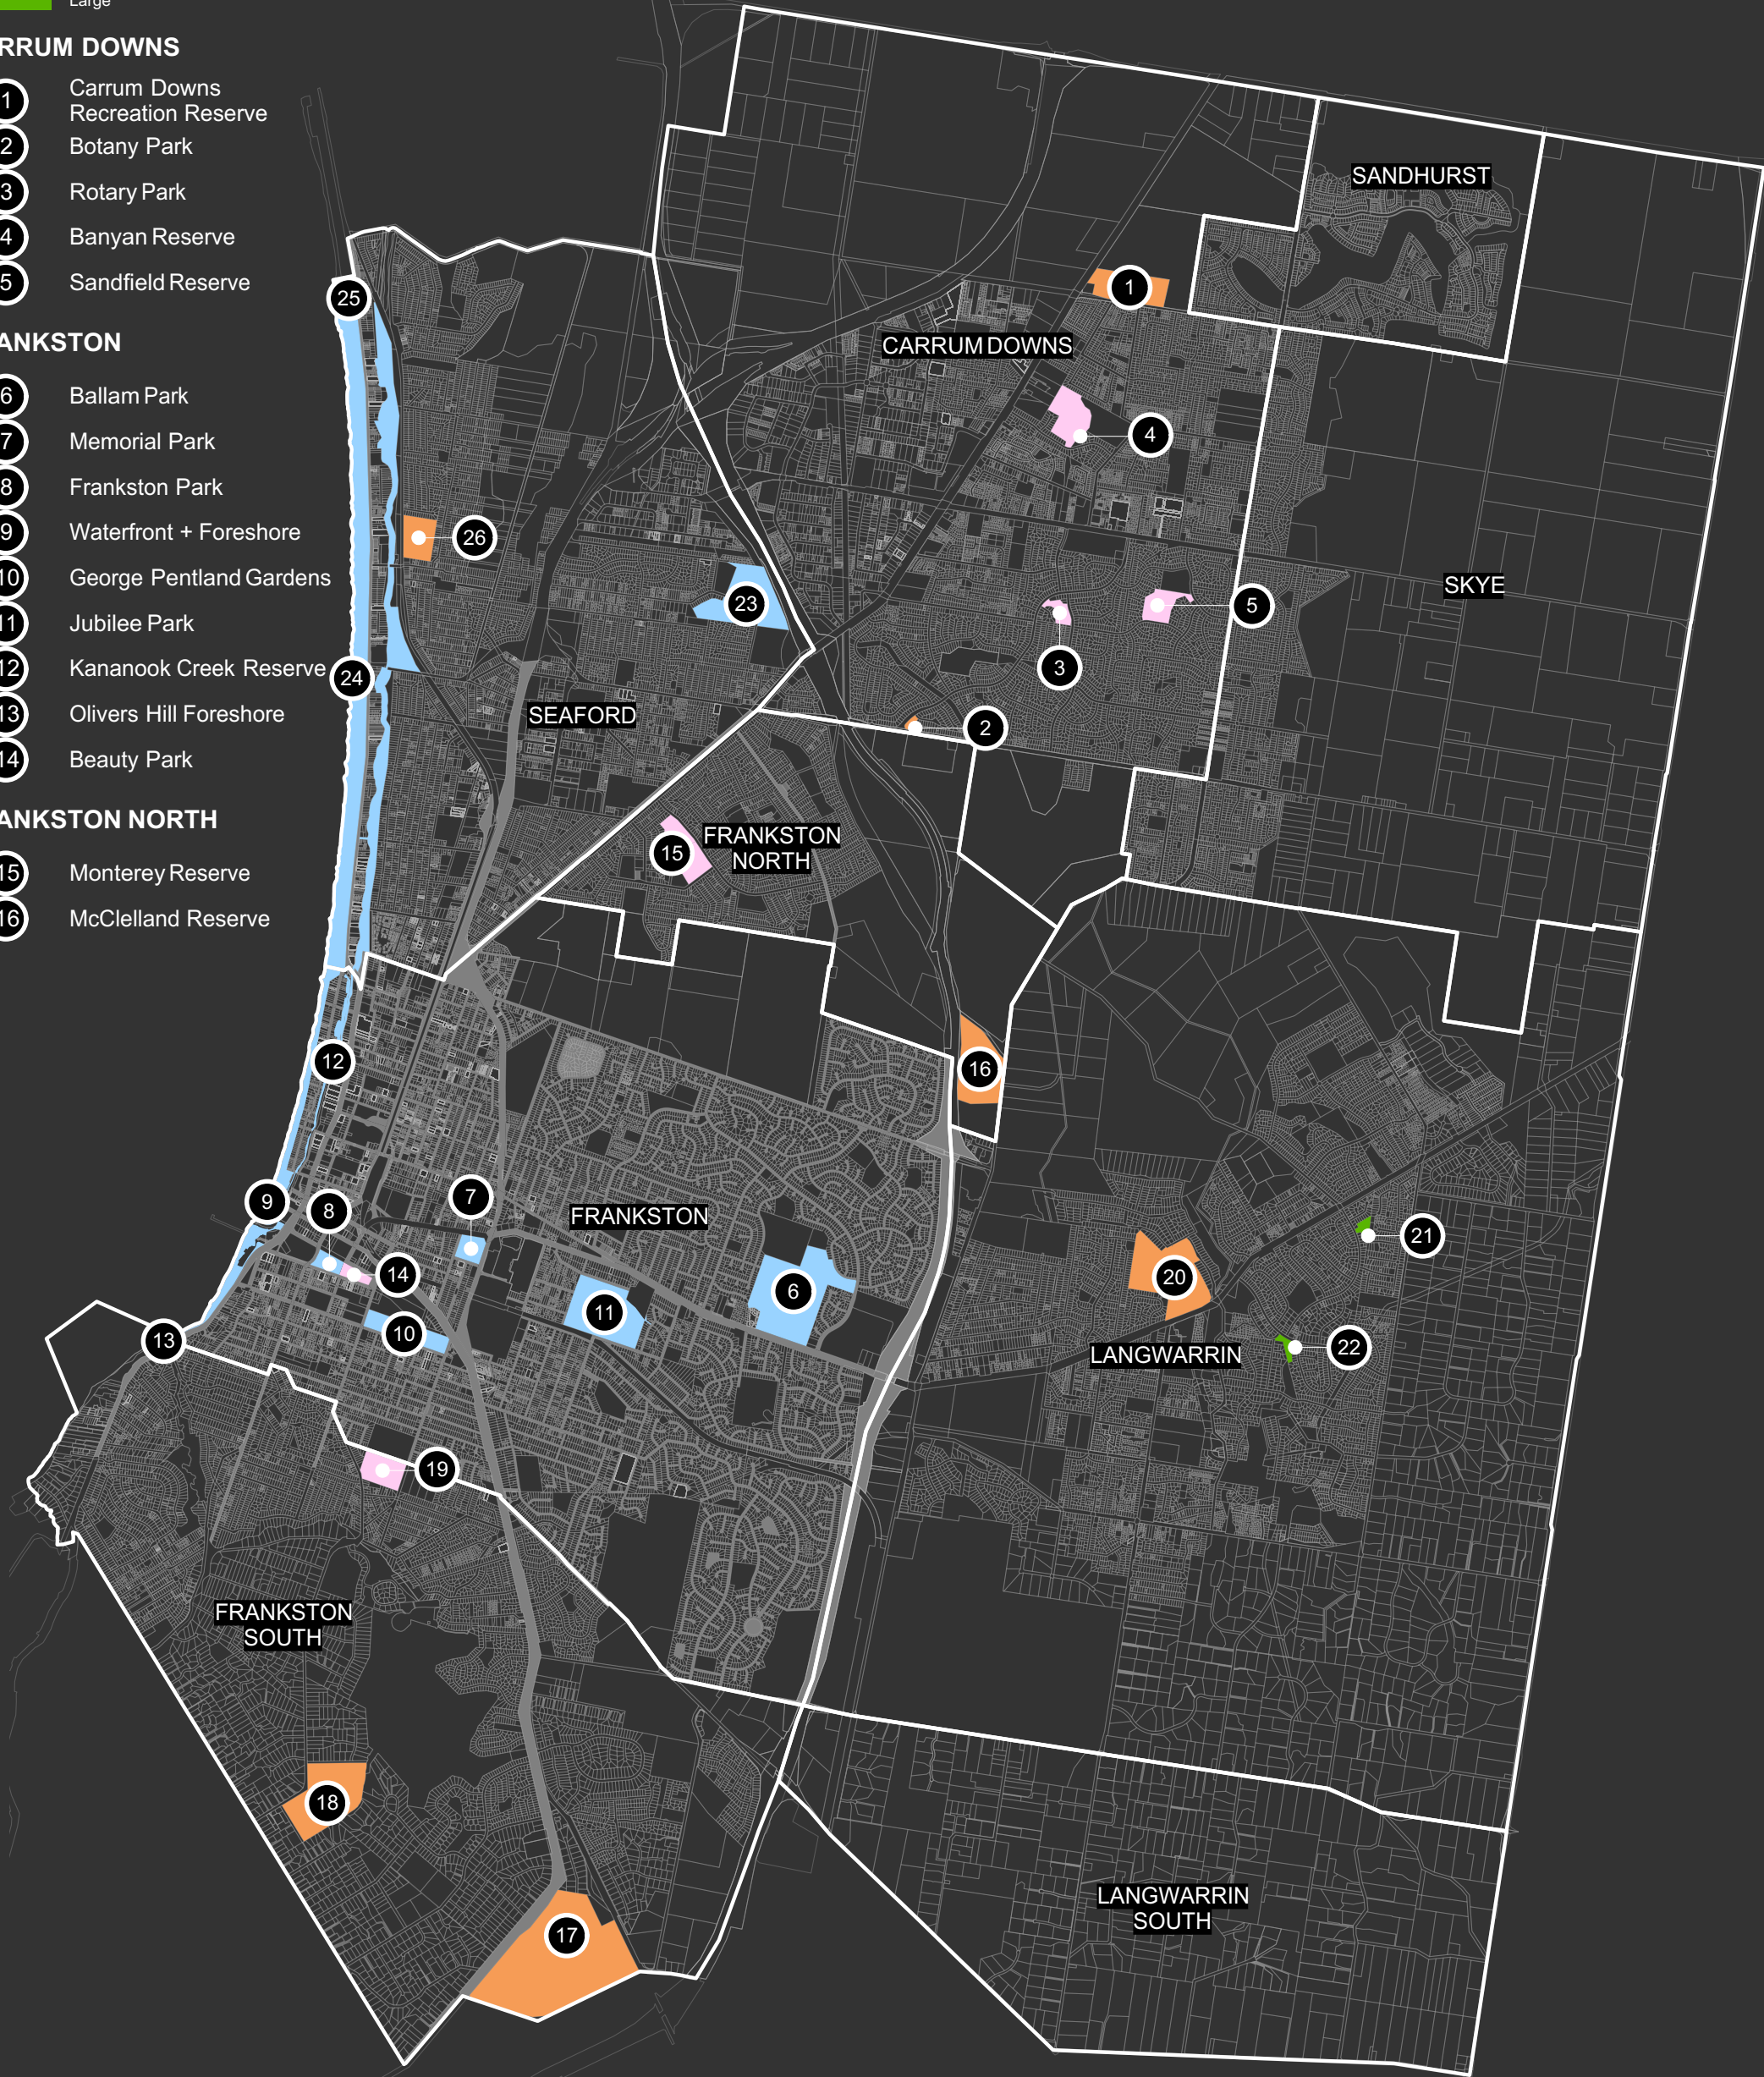 Large
RRUM DOWNS
1 Carrum Downs
Recreation Reserve
2 Botany Park
3 Rotary Park
4 Banyan Reserve
5 Sandfield Reserve
ANKSTON
6 Ballam Park
7 Memorial Park
8 Frankston Park
9 Waterfront + Foreshore
10 George Pentland Gardens
11 Jubilee Park
12 Kananook Creek Reserve
13 Olivers Hill Foreshore
14 Beauty Park
ANKSTON NORTH
15 Monterey Reserve
16 McClelland Reserve
SANDHURST
25
1
CARRUM DOWNS
4
26
SKYE
23
5
3
24
SEAFORD
2
FRANKSTON
NORTH
15
12
16
7
9
8
FRANKSTON
21
14
20
6
11
10
13
22
LANGWARRIN
19
FRANKSTON
SOUTH
18
LANGWARRIN
SOUTH
17